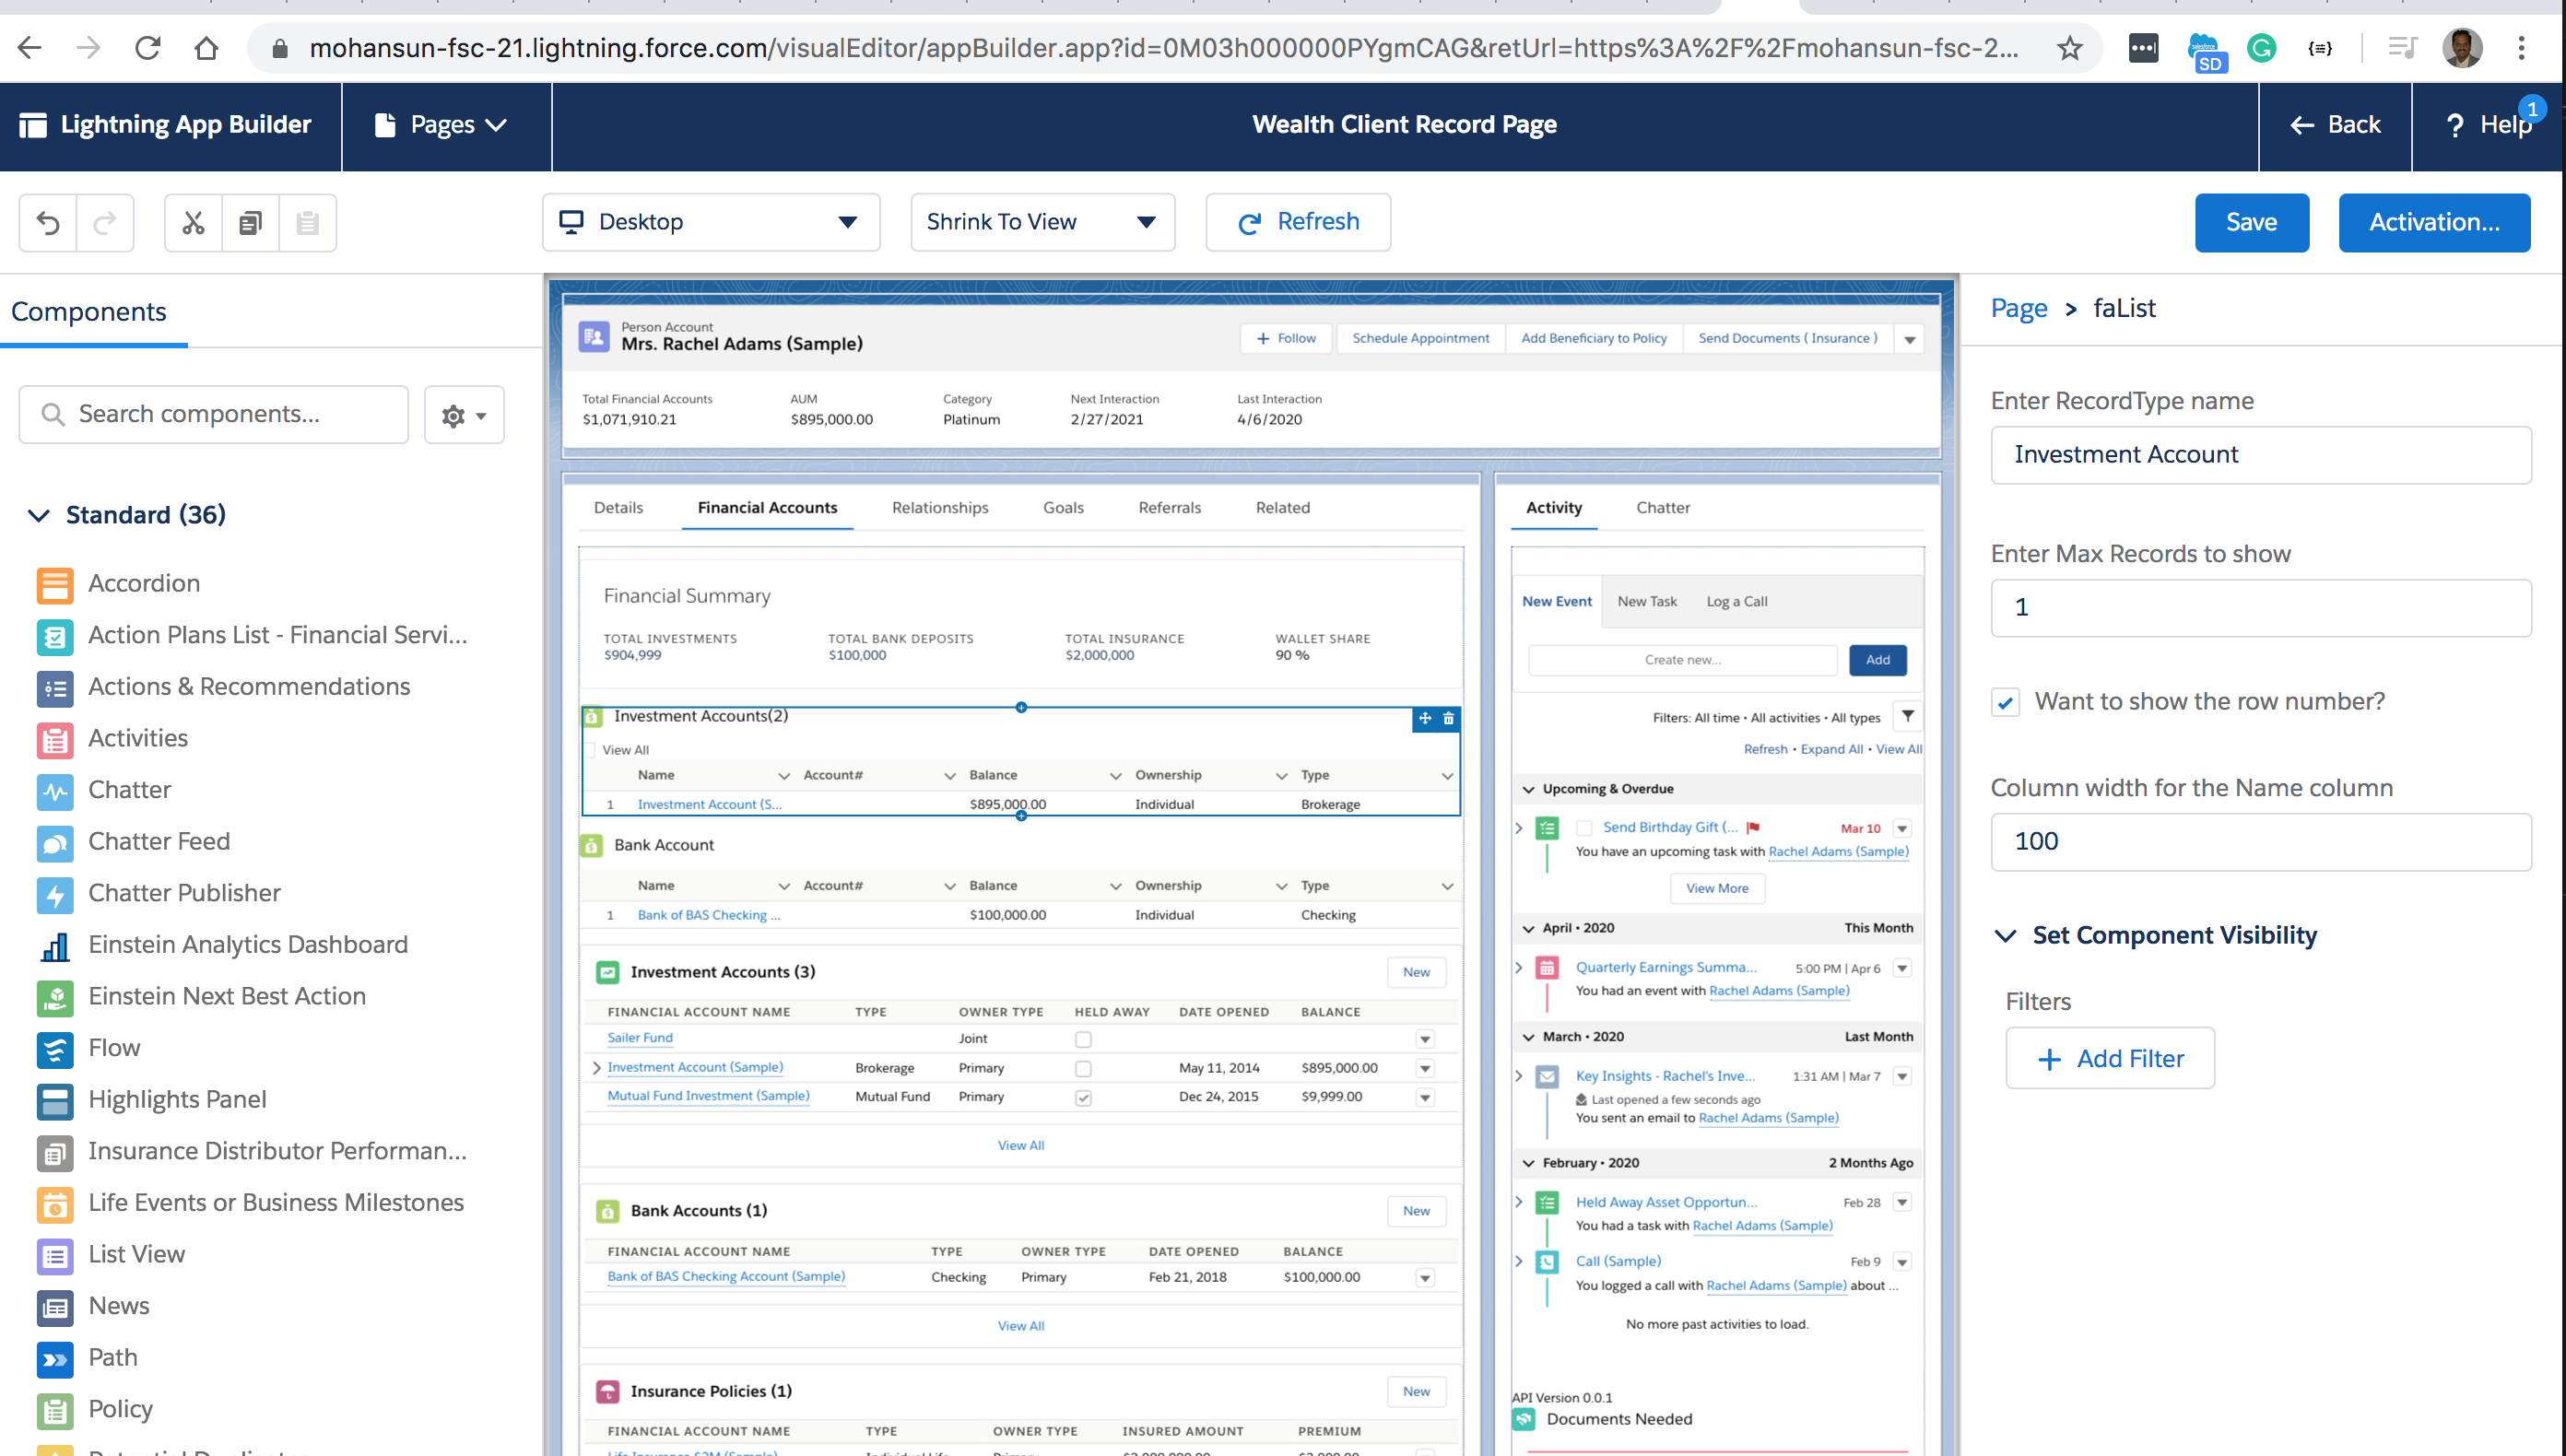 mohansun-fsc-21.lightning.force.com/visualEditor/appBuilder.app?id=0M03h000000PYgmCAG&retUrl=https%3A%2F%2Fmohansun-fsc-2...
SD
Lightning App Builder
Pages
Wealth Client Record Page
Back
? Help
1
Desktop
Shrink To View
Refresh
Save
Activation...
Components
Search components...
Standard (36)
Accordion
Action Plans List - Financial Servi...
Actions & Recommendations
Activities
Chatter
Chatter Feed
Chatter Publisher
Einstein Analytics Dashboard
Einstein Next Best Action
Flow
Highlights Panel
Insurance Distributor Performan...
Life Events or Business Milestones
List View
News
Path
Policy
Person Account
Mrs. Rachel Adams (Sample)
+ Follow
Schedule Appointment
Add Beneficiary to Policy
Send Documents ( Insurance )
Total Financial Accounts
AUM
Category
Next Interaction
Last Interaction
$1,071,910.21
$895,000.00
Platinum
2/27/2021
4/6/2020
Details
Financial Accounts
Relationships
Goals
Referrals
Related
Financial Summary
TOTAL INVESTMENTS
TOTAL BANK DEPOSITS
TOTAL INSURANCE
WALLET SHARE
$904,999
$100,000
$2,000,000
90 %
Investment Accounts(2)
View All
Name Account# Balance Ownership Type
1 Investment Account (S... $895,000.00 Individual Brokerage
Bank Account
Name Account# Balance Ownership Type
1 Bank of BAS Checking ... $100,000.00 Individual Checking
Investment Accounts (3)
New
FINANCIAL ACCOUNT NAME TYPE OWNER TYPE HELD AWAY DATE OPENED BALANCE
Sailer Fund Joint
Investment Account (Sample) Brokerage Primary May 11, 2014 $895,000.00
Mutual Fund Investment (Sample) Mutual Fund Primary Dec 24, 2015 $9,999.00
View All
Bank Accounts (1)
New
FINANCIAL ACCOUNT NAME TYPE OWNER TYPE DATE OPENED BALANCE
Bank of BAS Checking Account (Sample) Checking Primary Feb 21, 2018 $100,000.00
View All
Insurance Policies (1)
New
FINANCIAL ACCOUNT NAME TYPE OWNER TYPE INSURED AMOUNT PREMIUM
Activity
Chatter
New Event
New Task
Log a Call
Create new...
Add
Filters: All time • All activities • All types
Refresh • Expand All • View All
Upcoming & Overdue
Send Birthday Gift (... Mar 10
You have an upcoming task with Rachel Adams (Sample)
View More
April • 2020 This Month
Quarterly Earnings Summa... 5:00 PM | Apr 6
You had an event with Rachel Adams (Sample)
March • 2020 Last Month
Key Insights - Rachel's Inve... 1:31 AM | Mar 7
Last opened a few seconds ago
You sent an email to Rachel Adams (Sample)
February • 2020 2 Months Ago
Held Away Asset Opportun... Feb 28
You had a task with Rachel Adams (Sample)
Call (Sample) Feb 9
You logged a call with Rachel Adams (Sample) about ...
No more past activities to load.
API Version 0.0.1
Documents Needed
Page > faList
Enter RecordType name
Investment Account
Enter Max Records to show
1
Want to show the row number?
Column width for the Name column
100
Set Component Visibility
Filters
+ Add Filter